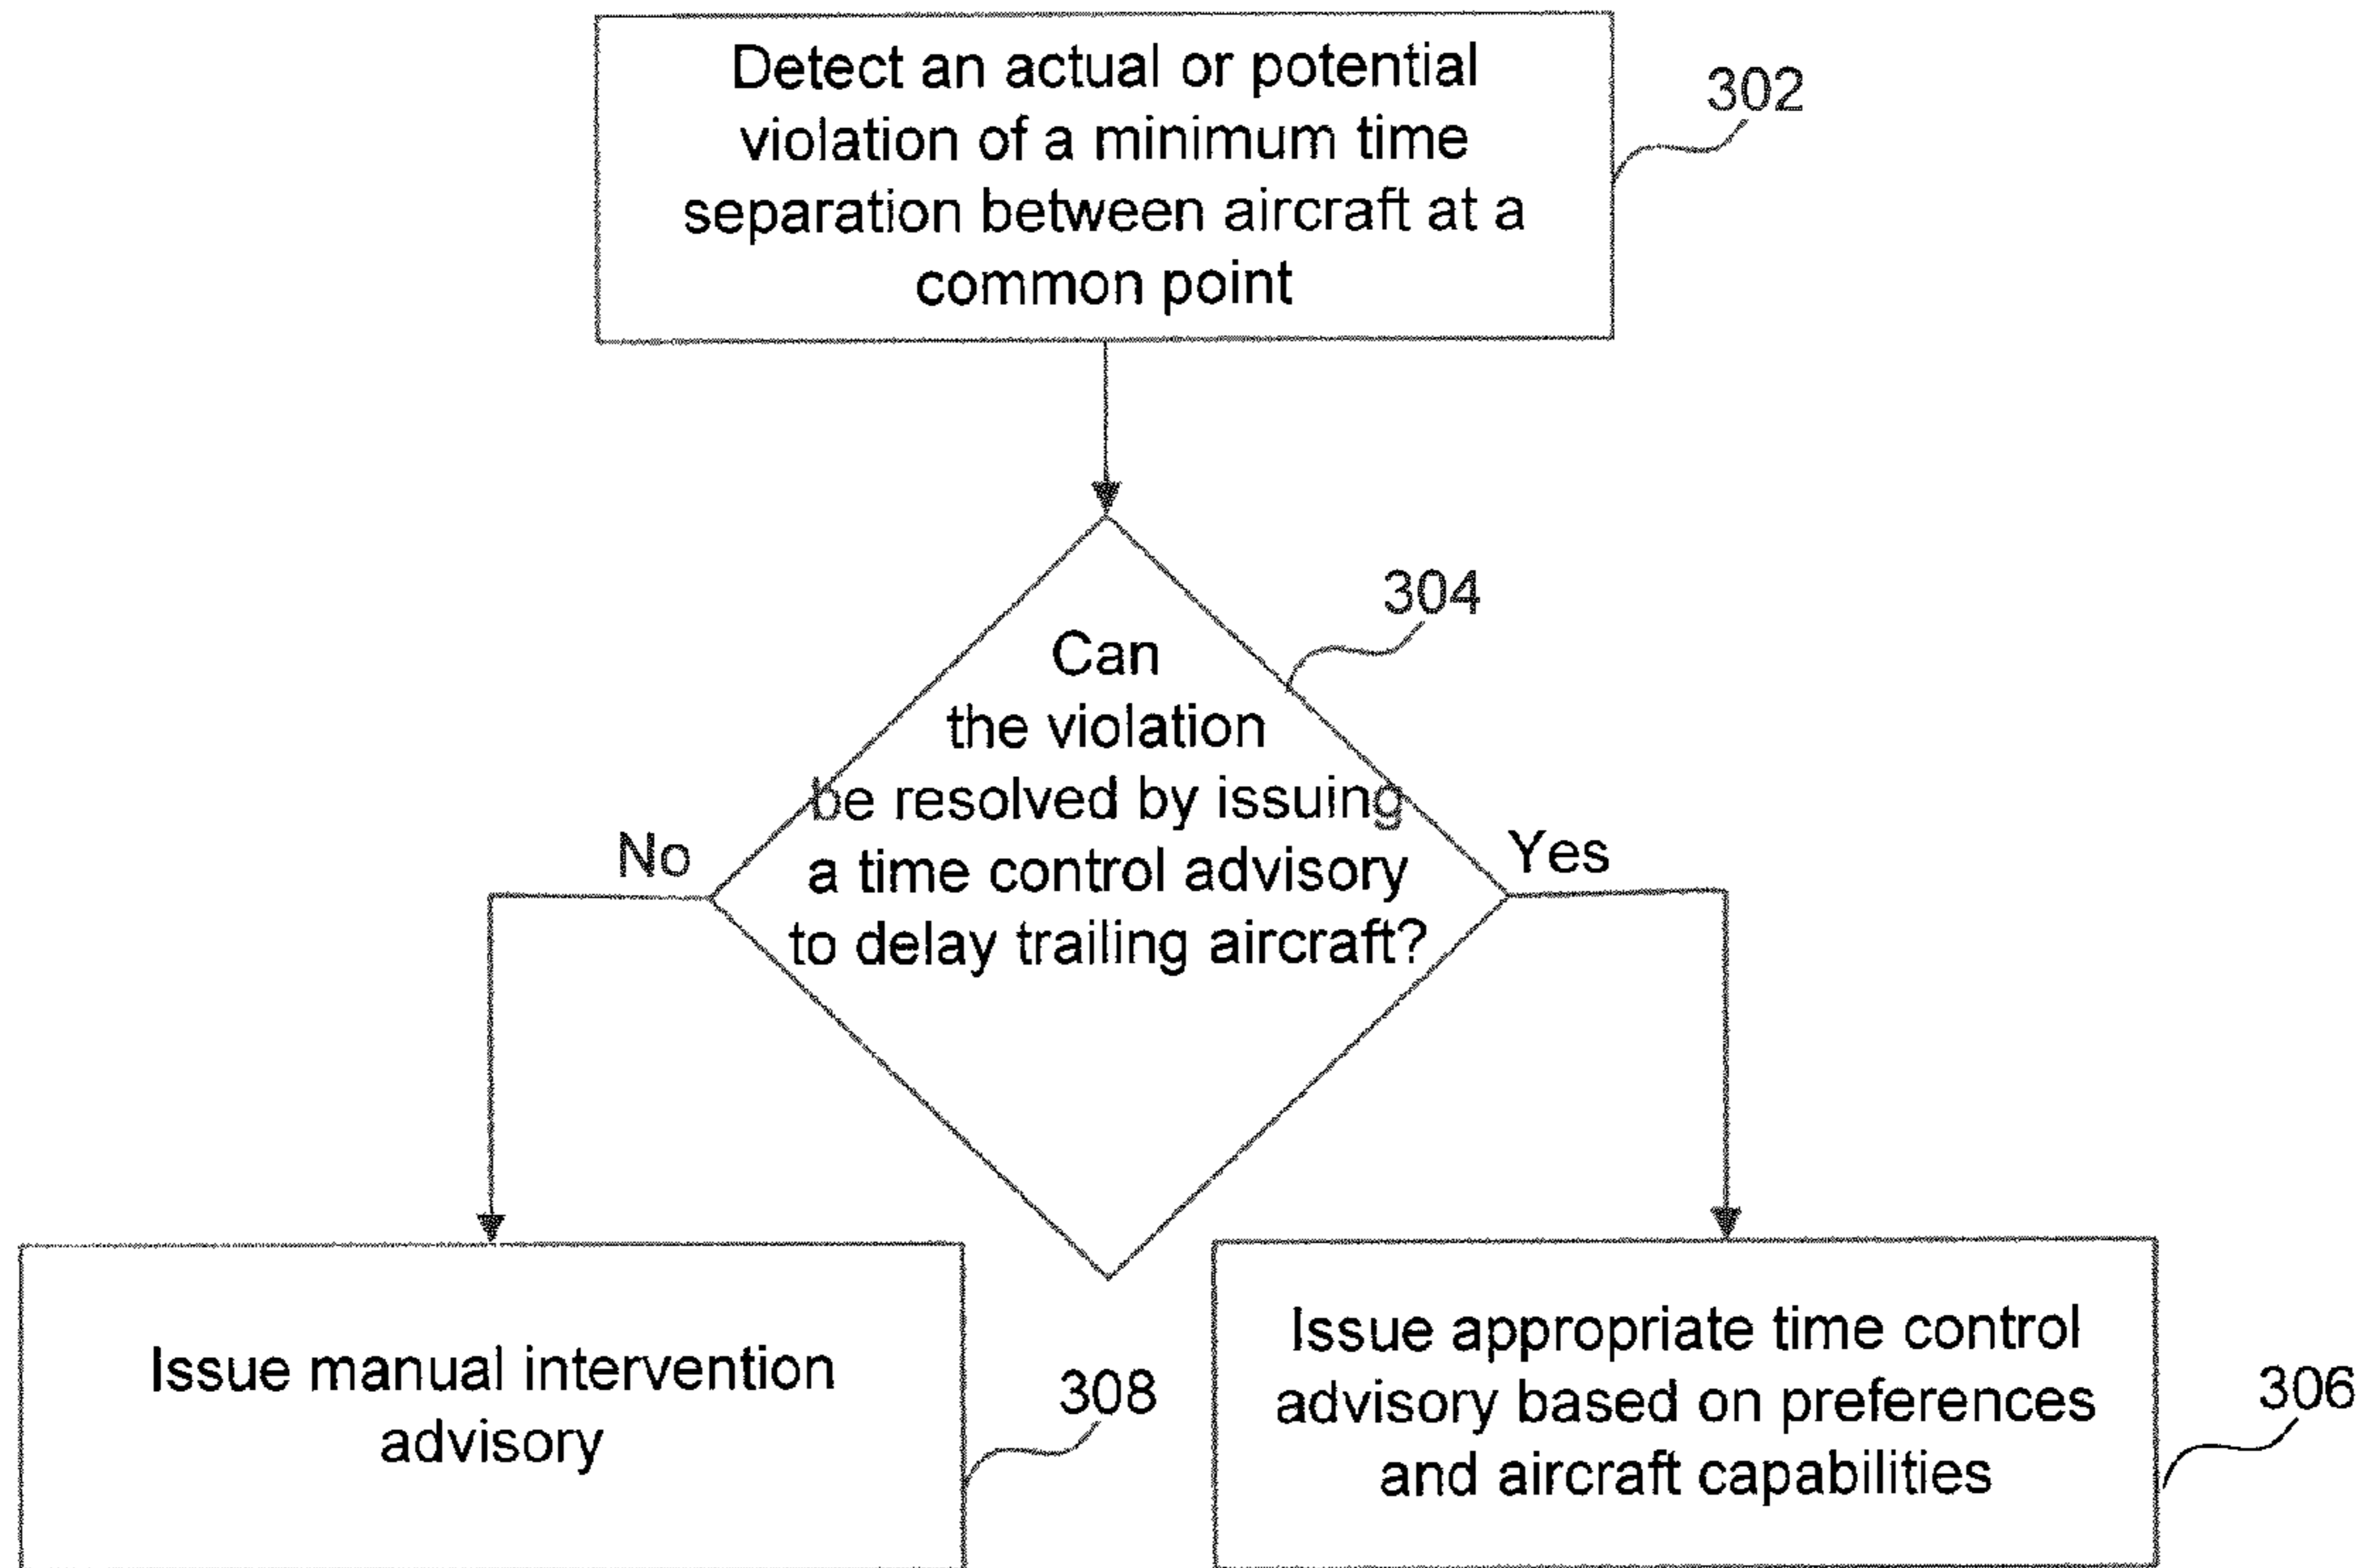 Detect an actual or potential
violation of a minimum time
separation between aircraft at a
common point
302
304
Can
the violation
be resolved by issuing
a time control advisory
to delay trailing aircraft?
No
Yes
Issue manual intervention
advisory
308
Issue appropriate time control
advisory based on preferences
and aircraft capabilities
306